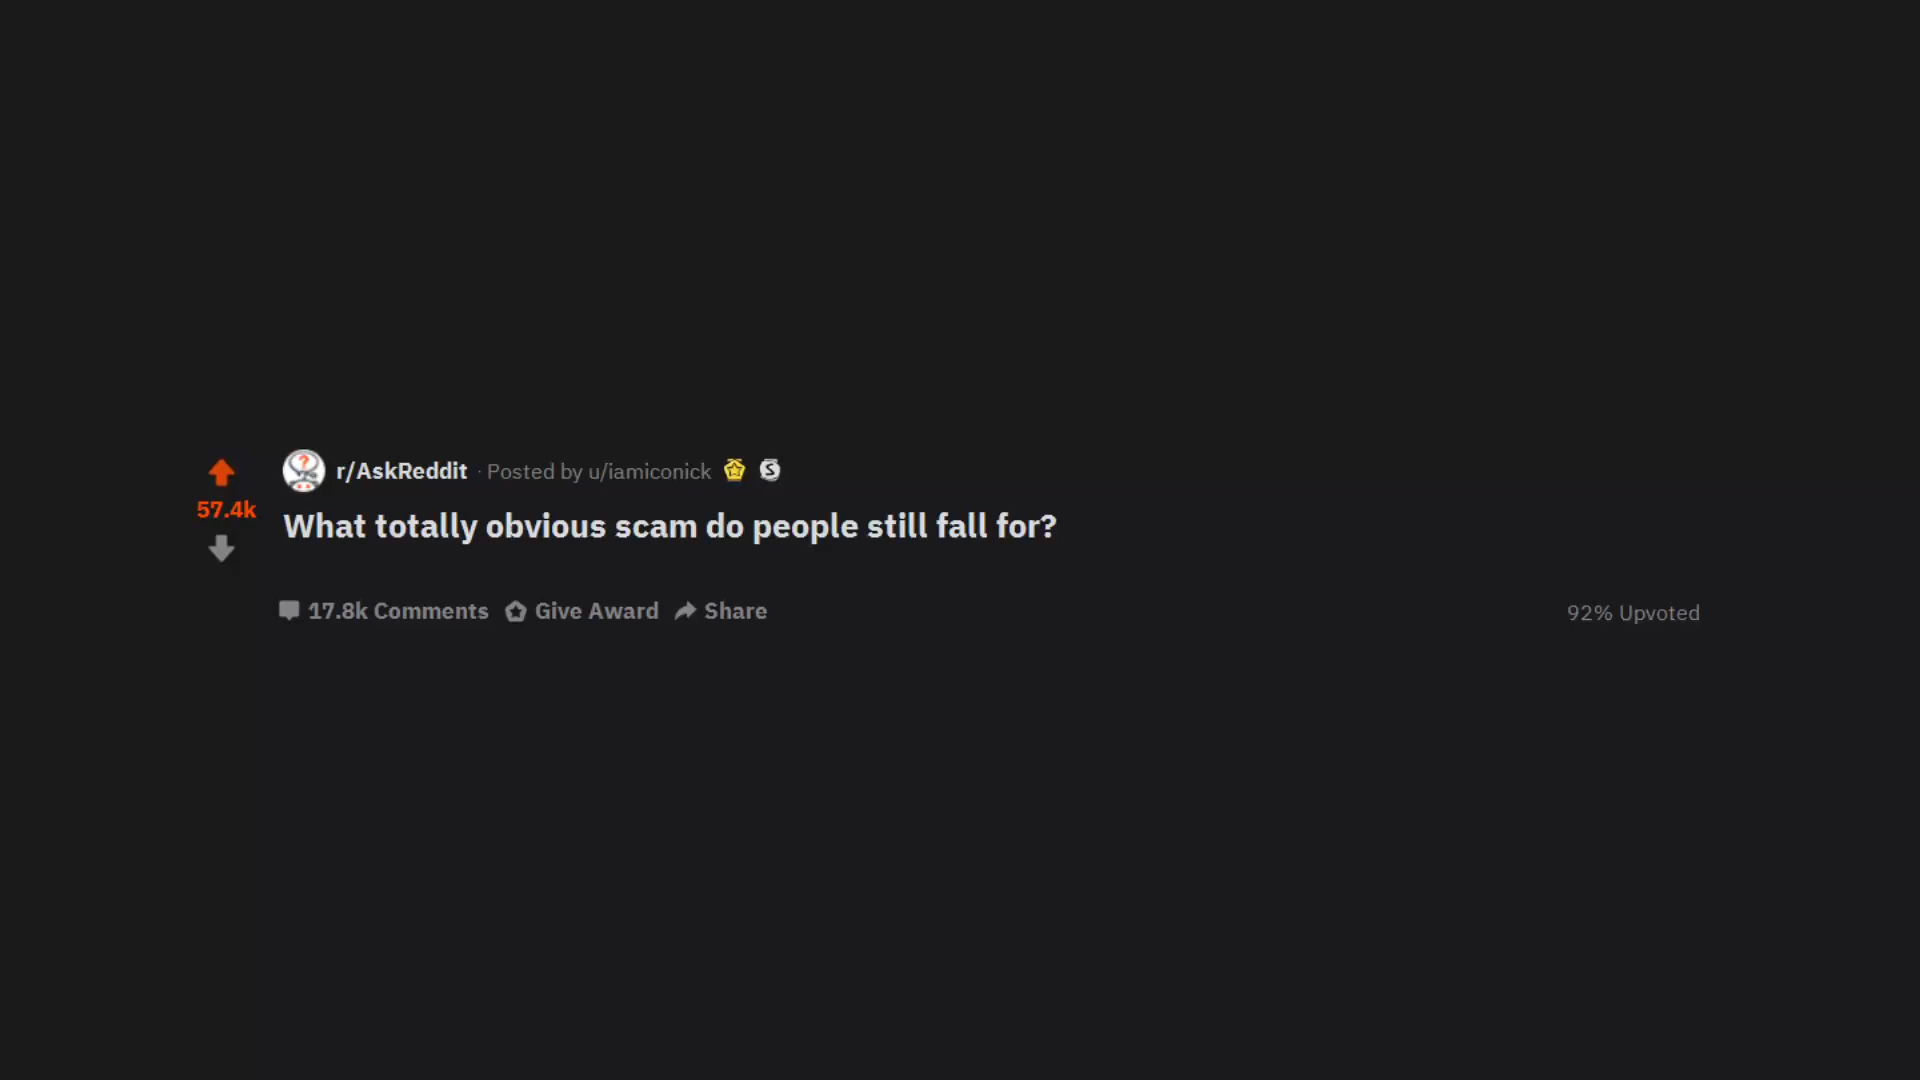 r/AskReddit · Posted by u/iamiconick
57.4k
What totally obvious scam do people still fall for?
17.8k Comments Give Award Share 92% Upvoted